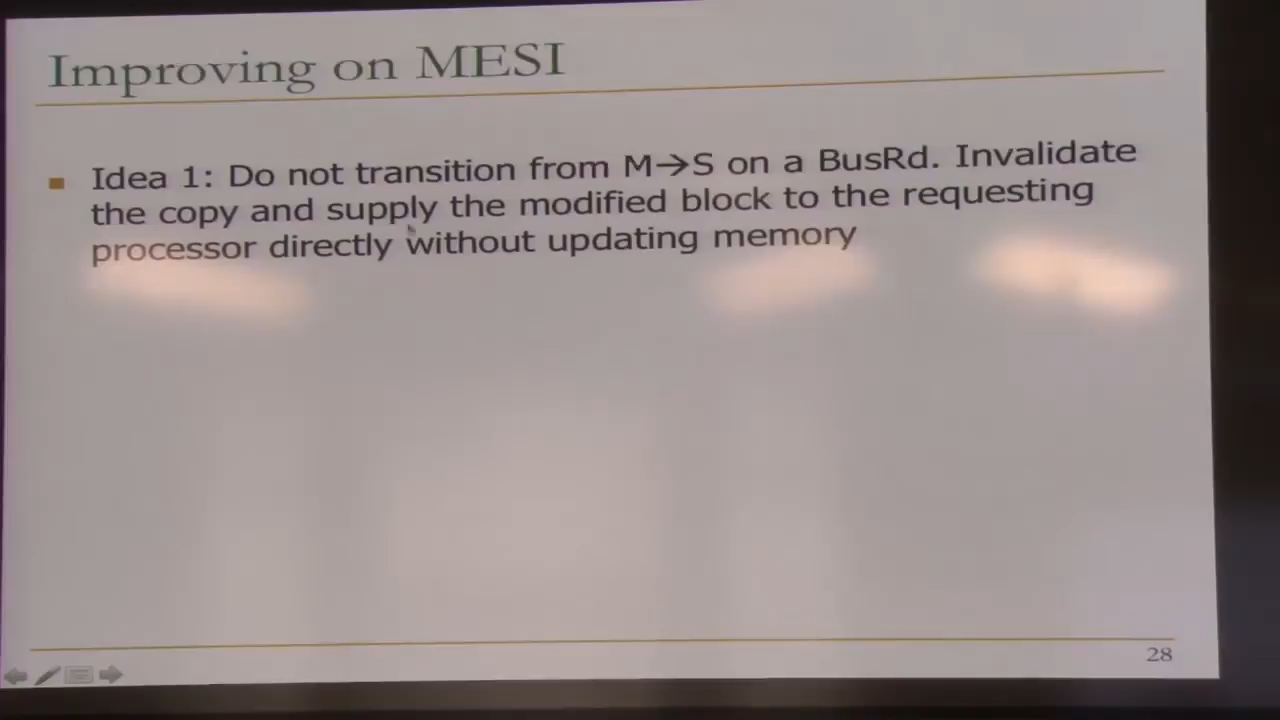 Improving on MESI
Idea 1: Do not transition from M→S on a BusRd. Invalidate
the copy and supply the modified block to the requesting
processor directly without updating memory
28